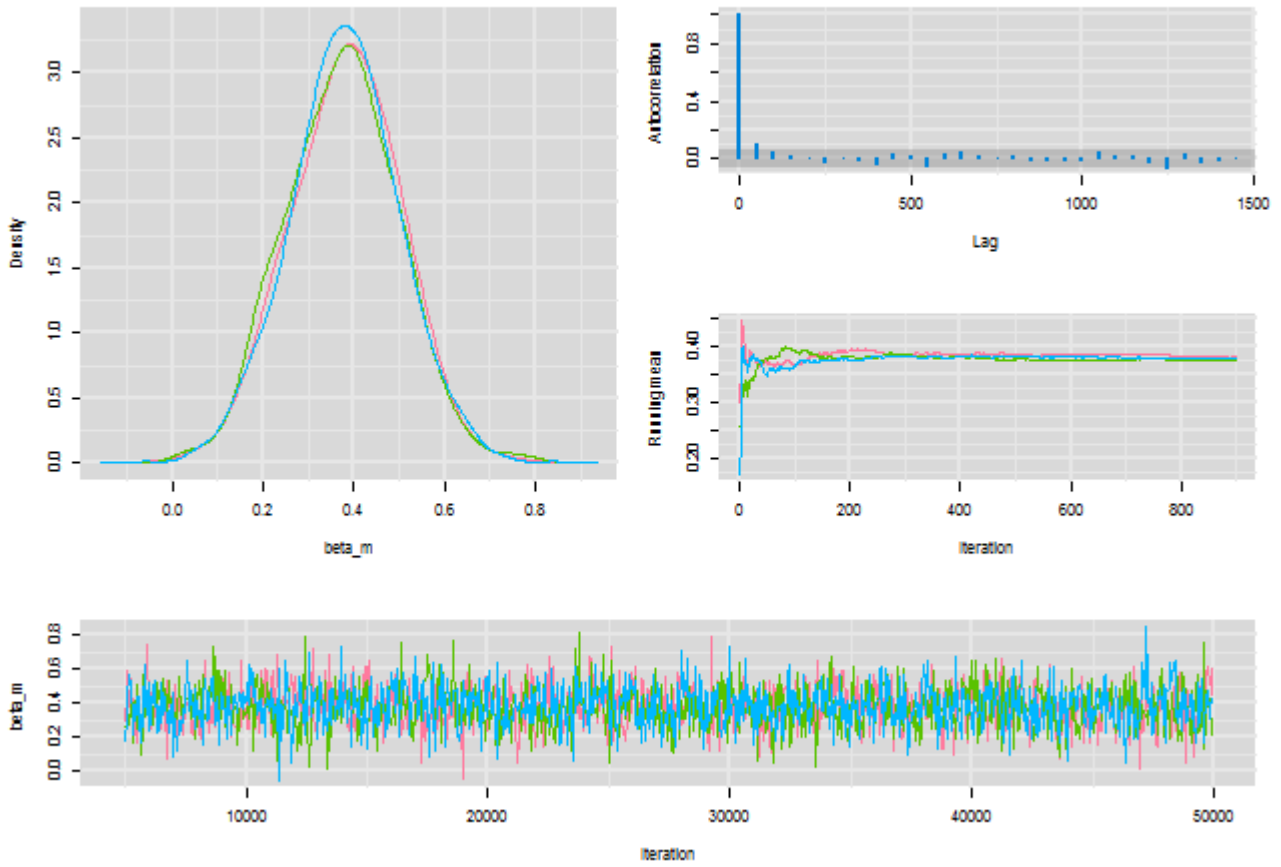 Density
0.0 0.5 1.0 1.5 2.0 2.5 3.0
0.0 0.2 0.4 0.6 0.8
beta_m
Autocorrelation
0.0 0.4 0.8
0 500 1000 1500
Lag
Running mean
0.20 0.30 0.40
0 200 400 600 800
Iteration
beta_m
0.0 0.2 0.4 0.6 0.8
10000 20000 30000 40000 50000
Iteration